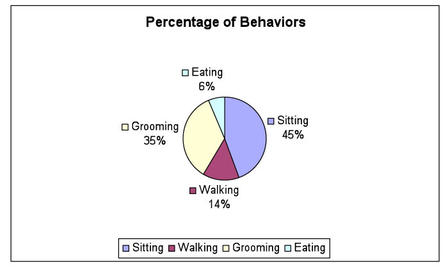 Percentage of Behaviors
Eating
6%
Sitting
45%
Grooming
35%
Walking
14%
Sitting Walking Grooming Eating